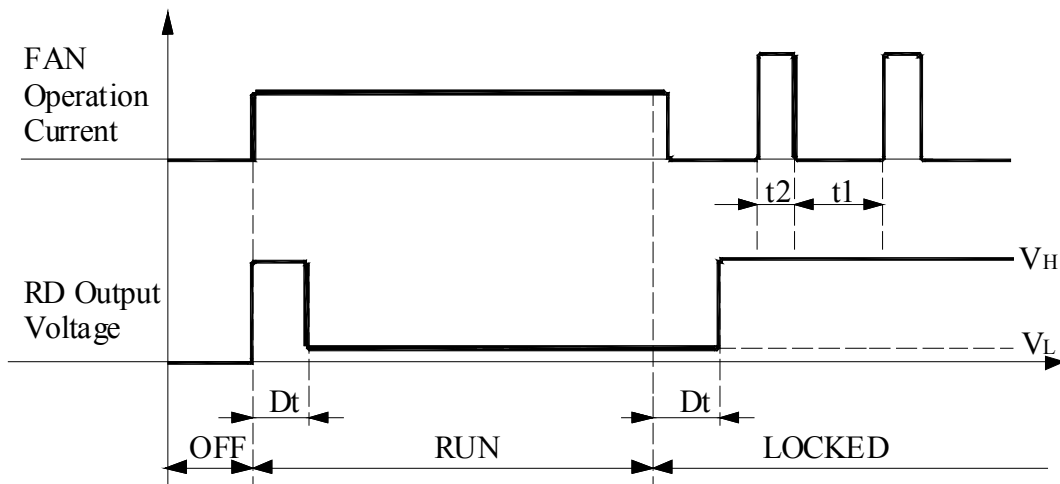 FAN
Operation
Current
t2
t1
VH
RD Output
Voltage
VL
Dt
Dt
OFF
RUN
LOCKED